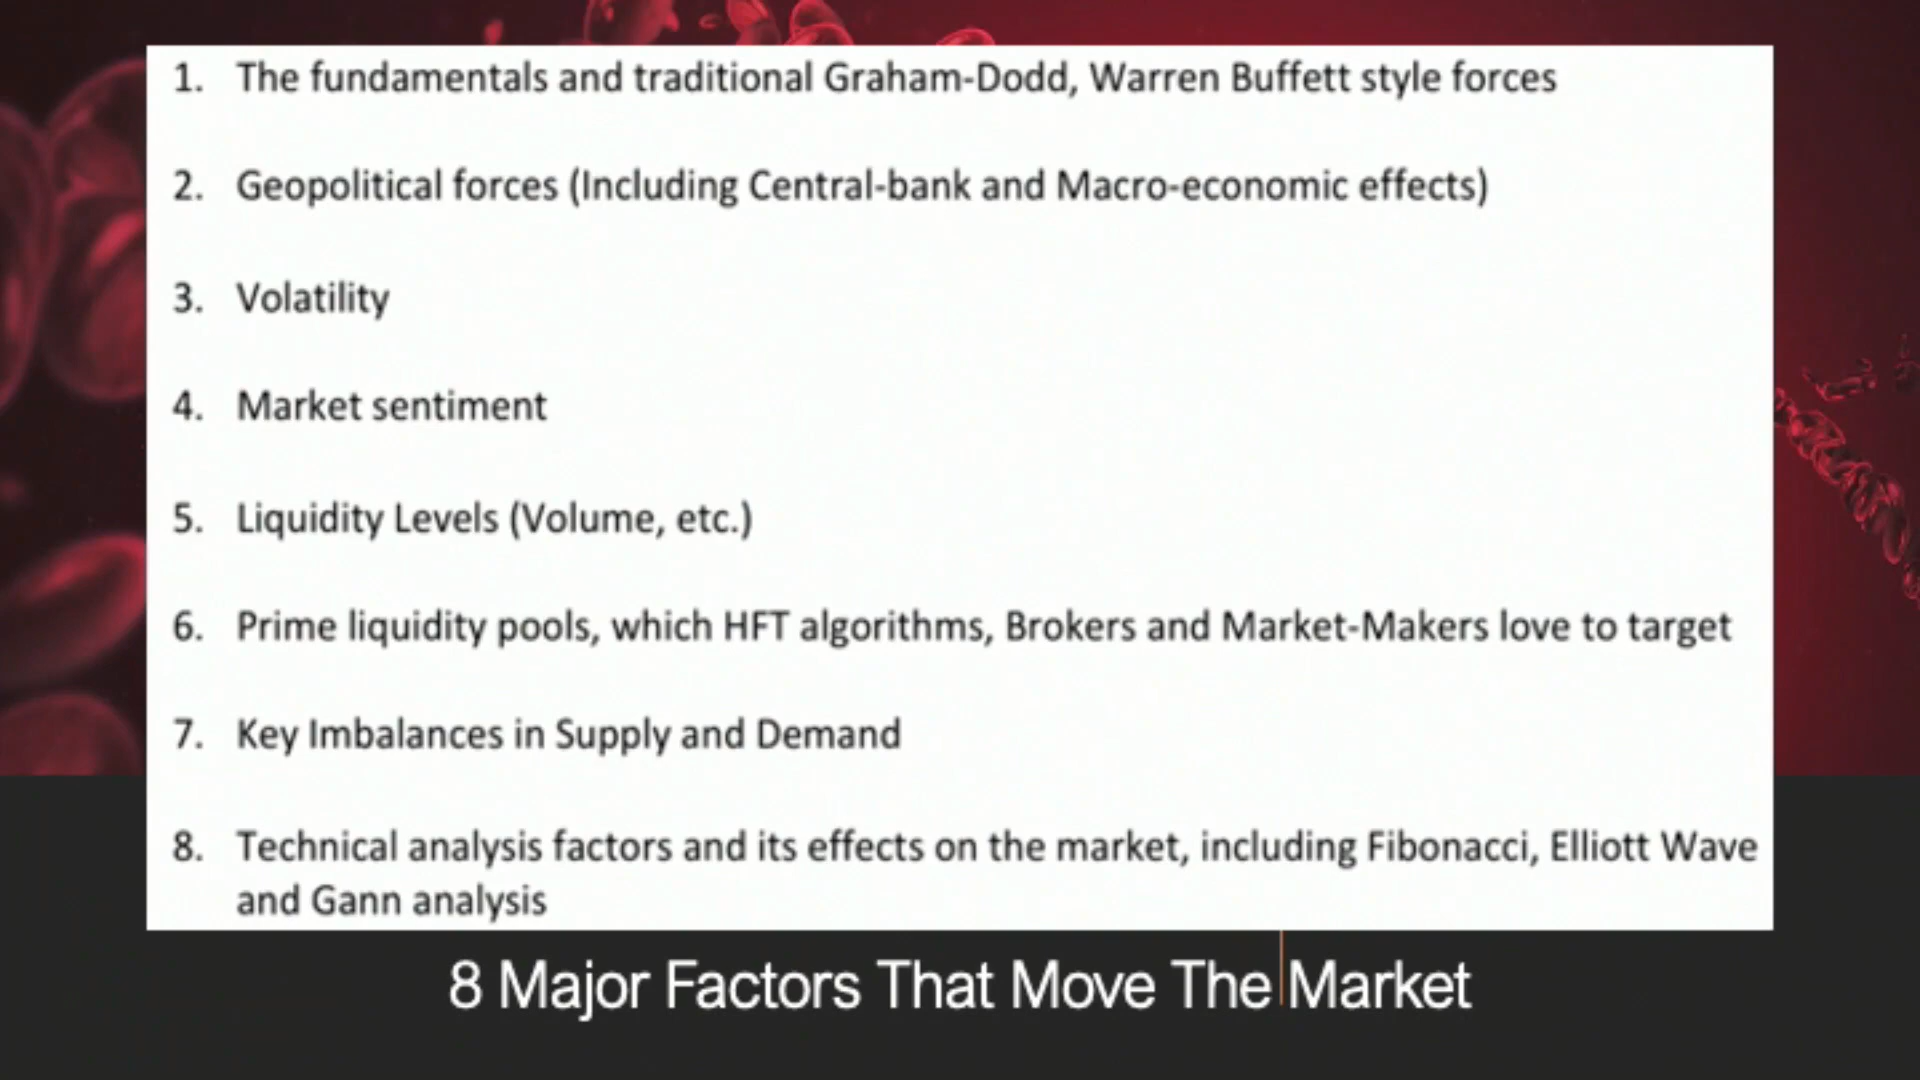 1. The fundamentals and traditional Graham-Dodd, Warren Buffett style forces
2. Geopolitical forces (Including Central-bank and Macro-economic effects)
3. Volatility
4. Market sentiment
5. Liquidity Levels (Volume, etc.)
6. Prime liquidity pools, which HFT algorithms, Brokers and Market-Makers love to target
7. Key Imbalances in Supply and Demand
8. Technical analysis factors and its effects on the market, including Fibonacci, Elliott Wave
and Gann analysis
8 Major Factors That Move The Market